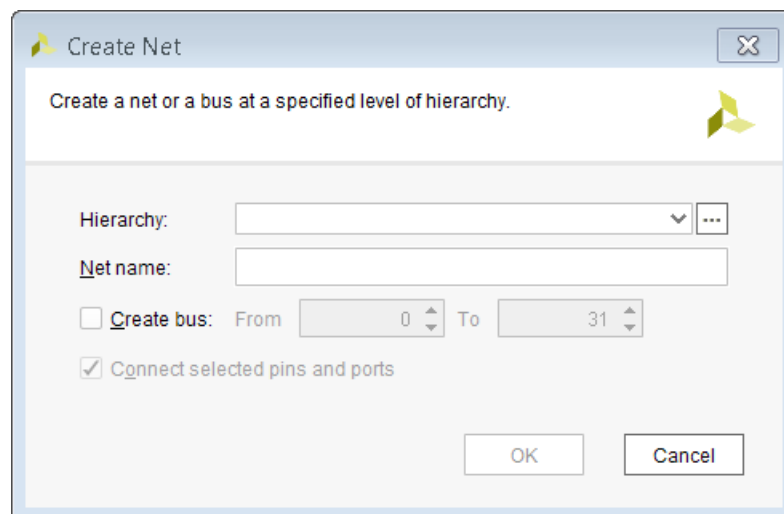 Create Net
Create a net or a bus at a specified level of hierarchy.
Hierarchy:
...
Net name:
Create bus: From 0 To 31
Connect selected pins and ports
OK Cancel